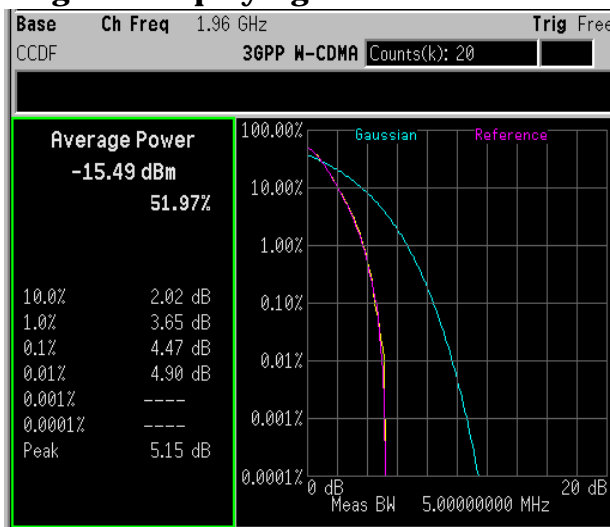 Base Ch Freq 1.96 GHz Trig Free
CCDF 3GPP W-CDMA Counts(k): 20
Average Power
-15.49 dBm
51.97%
10.0% 2.02 dB
1.0% 3.65 dB
0.1% 4.47 dB
0.01% 4.90 dB
0.001% ----
0.0001% ----
Peak 5.15 dB
Gaussian Reference
100.00%
10.00%
1.00%
0.10%
0.01%
0.001%
0.0001%
0 dB 20 dB
Meas BW 5.00000000 MHz